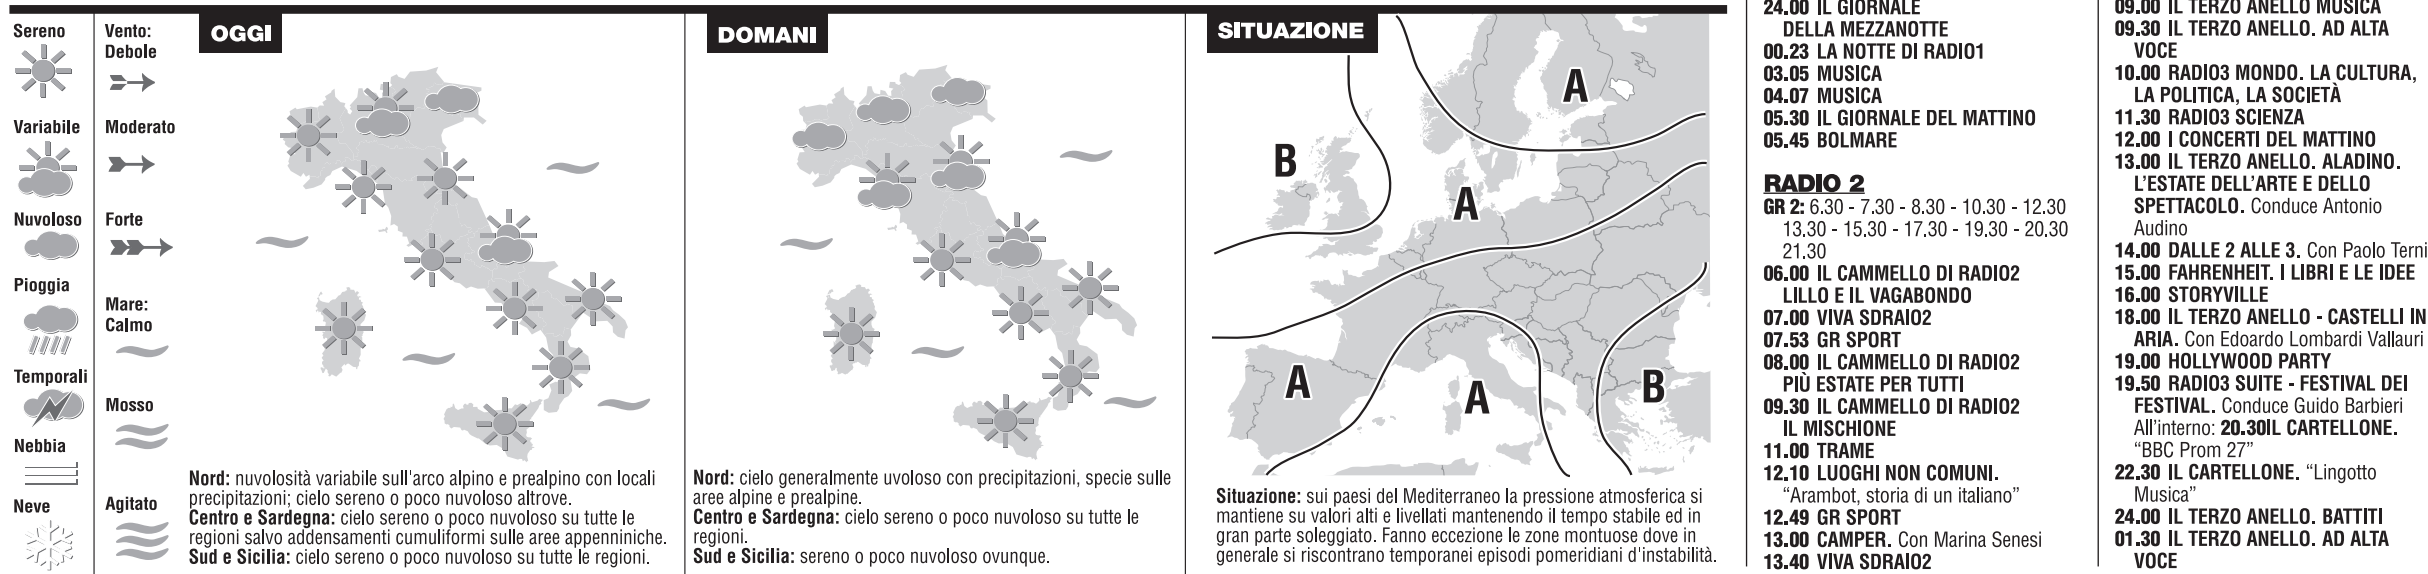 Sereno
Variabile
Nuvoloso
Pioggia
Temporali
Nebbia
Neve
Vento:
Debole
Moderato
Forte
Mare:
Calmo
Mosso
Agitato
OGGI
Nord: nuvolosità variabile sull'arco alpino e prealpino con locali
precipitazioni; cielo sereno o poco nuvoloso altrove.
Centro e Sardegna: cielo sereno o poco nuvoloso su tutte le
regioni salvo addensamenti cumuliformi sulle aree appenniniche.
Sud e Sicilia: cielo sereno o poco nuvoloso su tutte le regioni.
DOMANI
Nord: cielo generalmente uvoloso con precipitazioni, specie sulle
aree alpine e prealpine.
Centro e Sardegna: cielo sereno o poco nuvoloso su tutte le
regioni.
Sud e Sicilia: sereno o poco nuvoloso ovunque.
SITUAZIONE
A
B
A
A
A
B
Situazione: sui paesi del Mediterraneo la pressione atmosferica si
mantiene su valori alti e livellati mantenendo il tempo stabile ed in
gran parte soleggiato. Fanno eccezione le zone montuose dove in
generale si riscontrano temporanei episodi pomeridiani d'instabilità.
24.00 IL GIORNALE
DELLA MEZZANOTTE
00.23 LA NOTTE DI RADIO1
03.05 MUSICA
04.07 MUSICA
05.30 IL GIORNALE DEL MATTINO
05.45 BOLMARE
RADIO 2
GR 2: 6.30 - 7.30 - 8.30 - 10.30 - 12.30
13.30 - 15.30 - 17.30 - 19.30 - 20.30
21.30
06.00 IL CAMMELLO DI RADIO2
LILLO E IL VAGABONDO
07.00 VIVA SDRAIO2
07.53 GR SPORT
08.00 IL CAMMELLO DI RADIO2
PIÙ ESTATE PER TUTTI
09.30 IL CAMMELLO DI RADIO2
IL MISCHIONE
11.00 TRAME
12.10 LUOGHI NON COMUNI.
"Arambot, storia di un italiano"
12.49 GR SPORT
13.00 CAMPER. Con Marina Senesi
13.40 VIVA SDRAIO2
09.00 IL TERZO ANELLO MUSICA
09.30 IL TERZO ANELLO. AD ALTA
VOCE
10.00 RADIO3 MONDO. LA CULTURA,
LA POLITICA, LA SOCIETÀ
11.30 RADIO3 SCIENZA
12.00 I CONCERTI DEL MATTINO
13.00 IL TERZO ANELLO. ALADINO.
L'ESTATE DELL'ARTE E DELLO
SPETTACOLO. Conduce Antonio
Audino
14.00 DALLE 2 ALLE 3. Con Paolo Terni
15.00 FAHRENHEIT. I LIBRI E LE IDEE
16.00 STORYVILLE
18.00 IL TERZO ANELLO - CASTELLI IN
ARIA. Con Edoardo Lombardi Vallauri
19.00 HOLLYWOOD PARTY
19.50 RADIO3 SUITE - FESTIVAL DEI
FESTIVAL. Conduce Guido Barbieri
All'interno: 20.30IL CARTELLONE.
"BBC Prom 27"
22.30 IL CARTELLONE. "Lingotto
Musica"
24.00 IL TERZO ANELLO. BATTITI
01.30 IL TERZO ANELLO. AD ALTA
VOCE